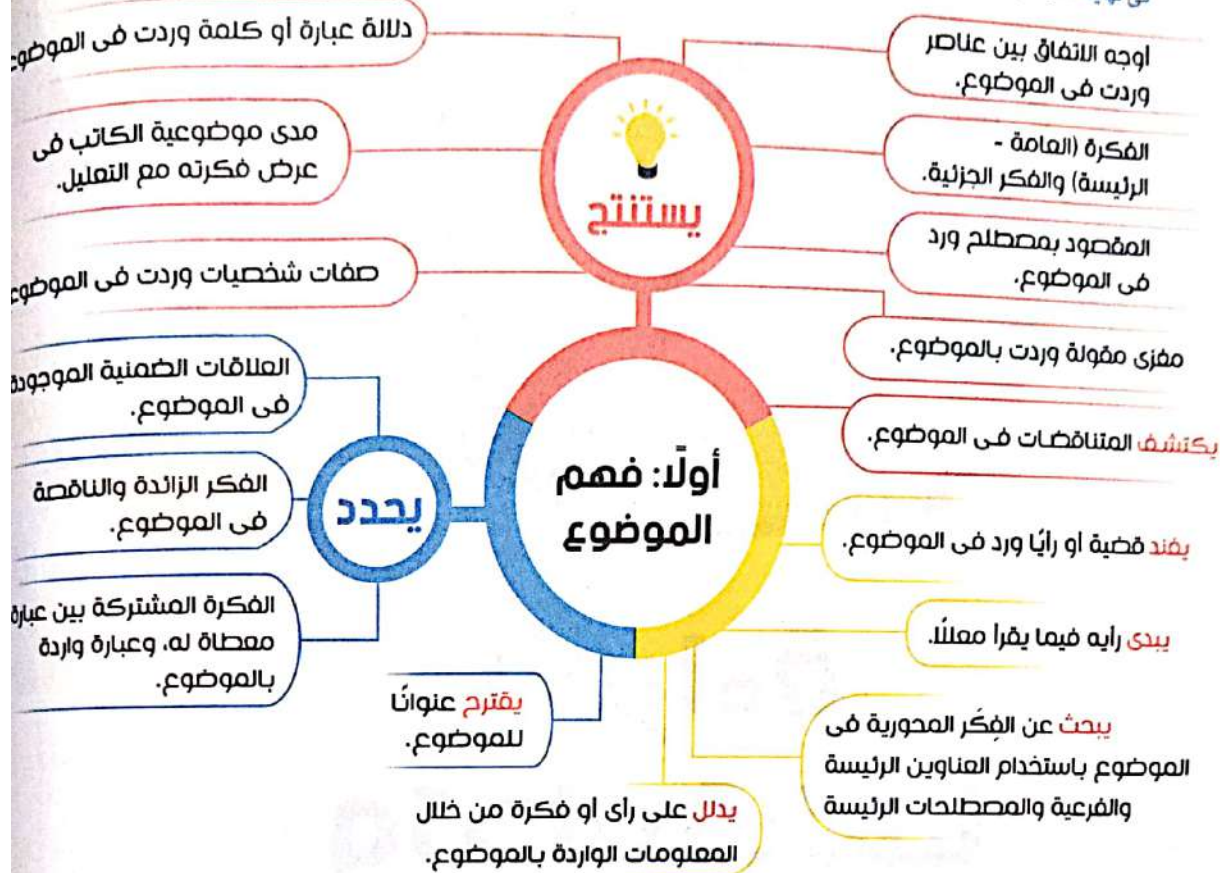 أوجه الاتفاق بين عناصر
وردت فى الموضوع.
الفكرة (العامة -
الرئيسة) والفكر الجزئية.
المقصود بمصطلح ورد
فى الموضوع.
مغزى مقولة وردت بالموضوع.
يستنتج
دلالة عبارة أو كلمة وردت فى الموضوع
مدى موضوعية الكاتب فى
عرض فكرته مع التعليل.
صفات شخصيات وردت فى الموضوع
يكتشف المتناقضات فى الموضوع.
أولًا: فهم
الموضوع
يحدد
العلاقات الضمنية الموجودة
فى الموضوع.
الفكر الزائدة والناقصة
فى الموضوع.
الفكرة المشتركة بين عبارة
معطاة له، وعبارة واردة
بالموضوع.
يفند قضية أو رأيًا ورد فى الموضوع.
يبدى رأيه فيما يقرأ معللًا.
يبحث عن الفِكَر المحورية فى
الموضوع باستخدام العناوين الرئيسة
والفرعية والمصطلحات الرئيسة
يقترح عنوانًا
للموضوع.
يدلل على رأى أو فكرة من خلال
المعلومات الواردة بالموضوع.